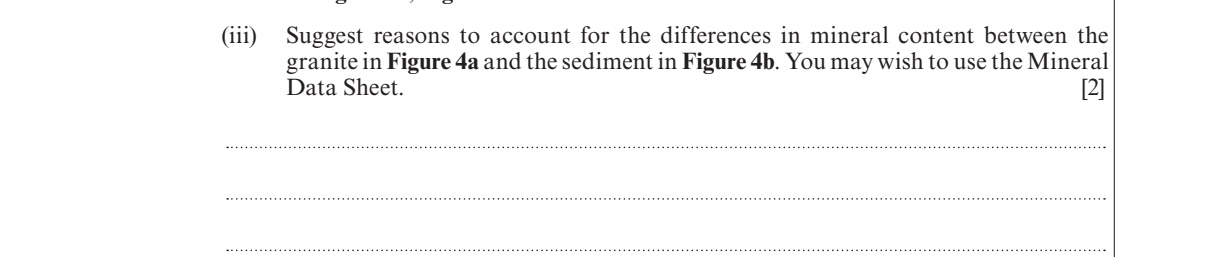 (iii) Suggest reasons to account for the differences in mineral content between the
granite in Figure 4a and the sediment in Figure 4b. You may wish to use the Mineral
Data Sheet. [2]